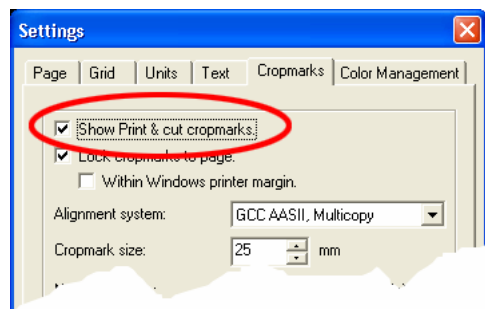 Settings
Page Grid Units Text Cropmarks Color Management
Show Print & cut cropmarks.
Lock cropmarks to page.
Within Windows printer margin.
Alignment system: GCC AASII, Multicopy
Cropmark size: 25 mm